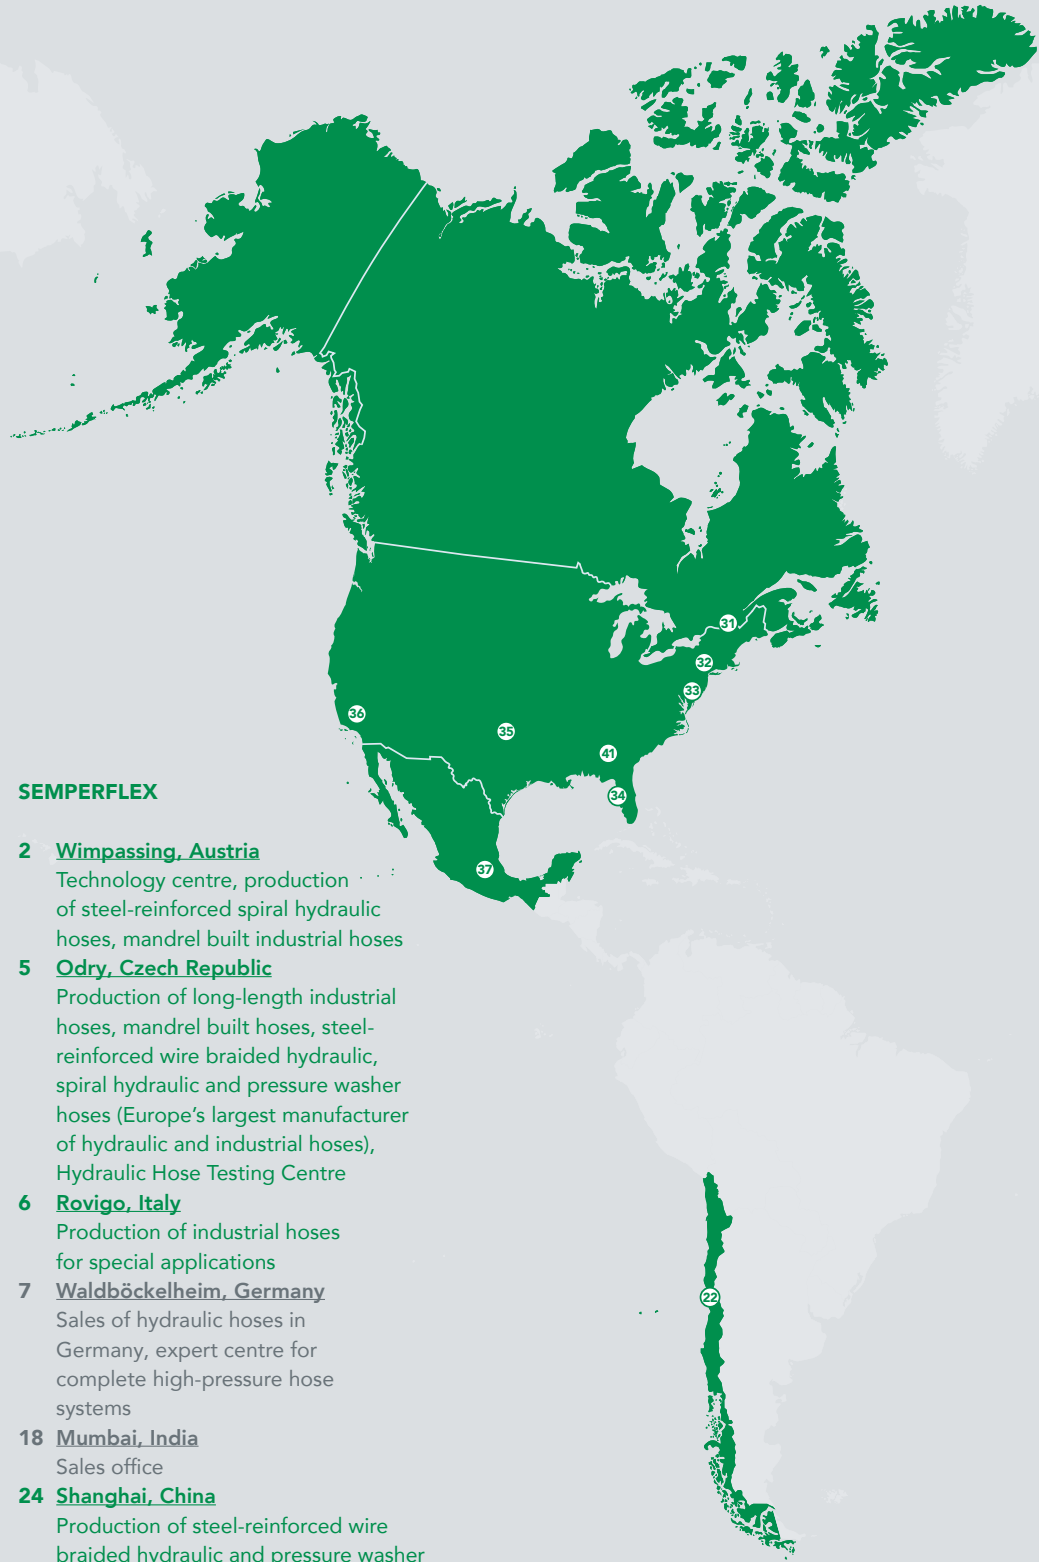 31
32
33
36
35
41
34
37
22
SEMPERFLEX
2 Wimpassing, Austria
Technology centre, production
of steel-reinforced spiral hydraulic
hoses, mandrel built industrial hoses
5 Odry, Czech Republic
Production of long-length industrial
hoses, mandrel built hoses, steel-
reinforced wire braided hydraulic,
spiral hydraulic and pressure washer
hoses (Europe’s largest manufacturer
of hydraulic and industrial hoses),
Hydraulic Hose Testing Centre
6 Rovigo, Italy
Production of industrial hoses
for special applications
7 Waldböckelheim, Germany
Sales of hydraulic hoses in
Germany, expert centre for
complete high-pressure hose
systems
18 Mumbai, India
Sales office
24 Shanghai, China
Production of steel-reinforced wire
braided hydraulic and pressure washer